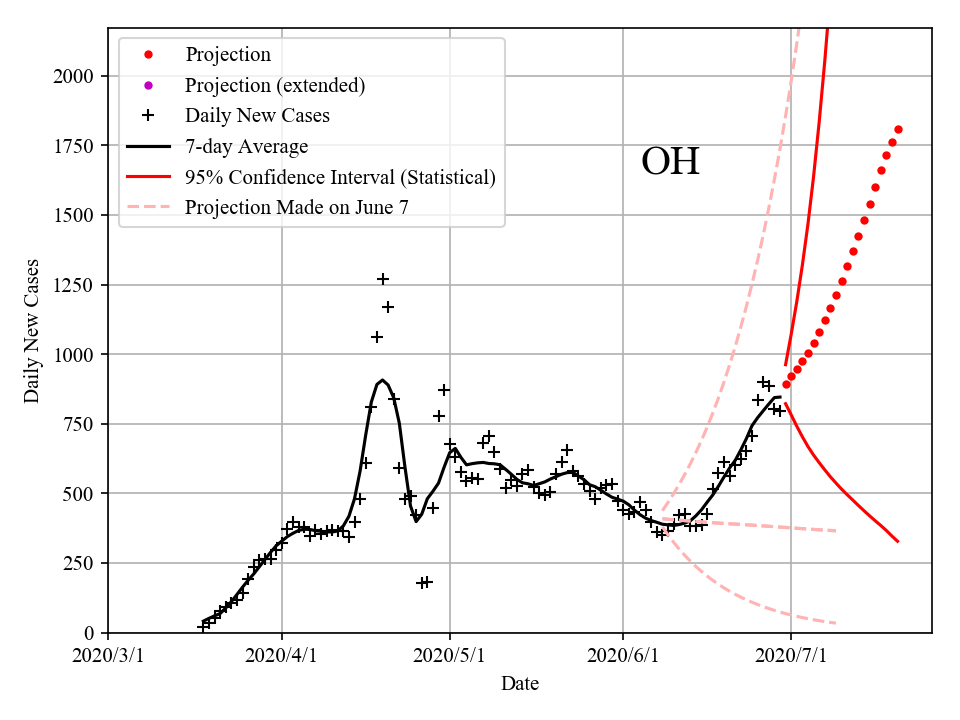 Projection
Projection (extended)
Daily New Cases
7-day Average
95% Confidence Interval (Statistical)
Projection Made on June 7
OH
2000
1750
1500
1250
1000
750
500
250
0
Daily New Cases
2020/3/1
2020/4/1
2020/5/1
2020/6/1
2020/7/1
Date